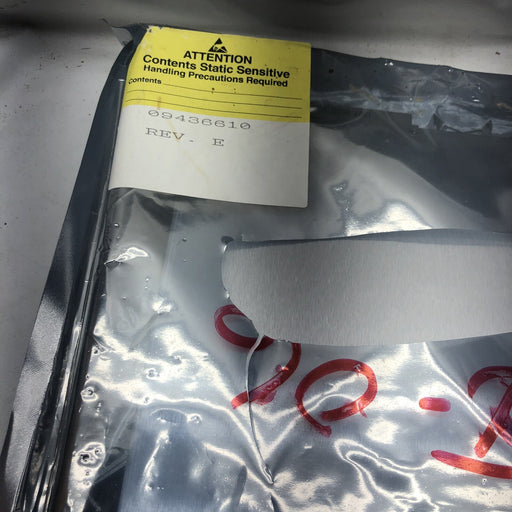 ATTENTION
Contents Static Sensitive
Handling Precautions Required
Contents
09436610
REV. E